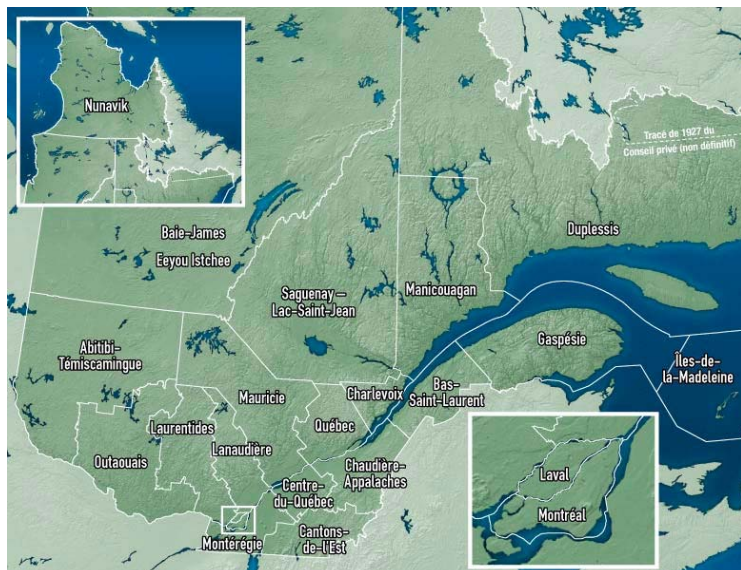 Nunavik
Tracé de 1927 du
Conseil privé (non définitif)
Baie-James
Eeyou Istchee
Duplessis
Saguenay –
Lac-Saint-Jean
Manicouagan
Abitibi-
Témiscamingue
Gaspésie
Îles-de-
la-Madeleine
Mauricie
Charlevoix
Bas-
Saint-Laurent
Laurentides
Québec
Lanaudière
Outaouais
Chaudière-
Appalaches
Centre-
du-Québec
Montérégie
Cantons-
de-l'Est
Laval
Montréal